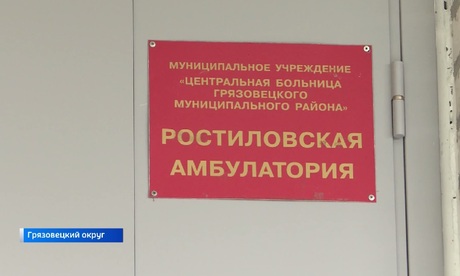 МУНИЦИПАЛЬНОЕ УЧРЕЖДЕНИЕ
«ЦЕНТРАЛЬНАЯ БОЛЬНИЦА
ГРЯЗОВЕЦКОГО
МУНИЦИПАЛЬНОГО РАЙОНА»
РОСТИЛОВСКАЯ
АМБУЛАТОРИЯ
Грязовецкий округ